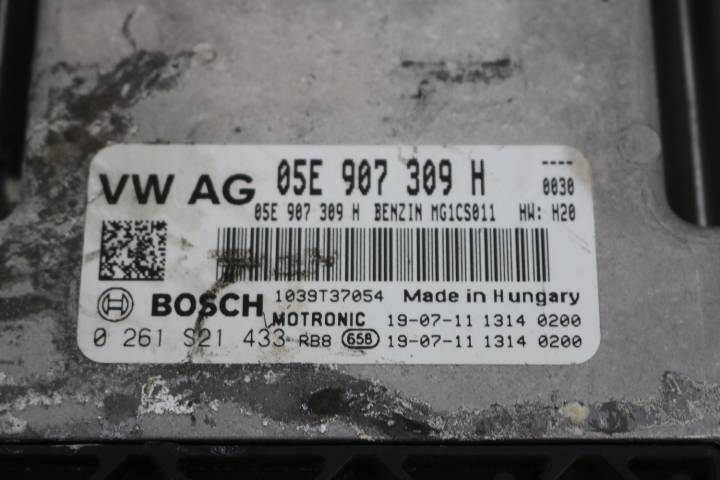 VW AG 05E 907 309 H
----
0030
05E 907 309 H BENZIN MG1CS011 HW: H20
BOSCH 1039T37054 Made in Hungary
MOTRONIC 19-07-11 1314 0200
0 261 S21 433 RB8 658 19-07-11 1314 0200